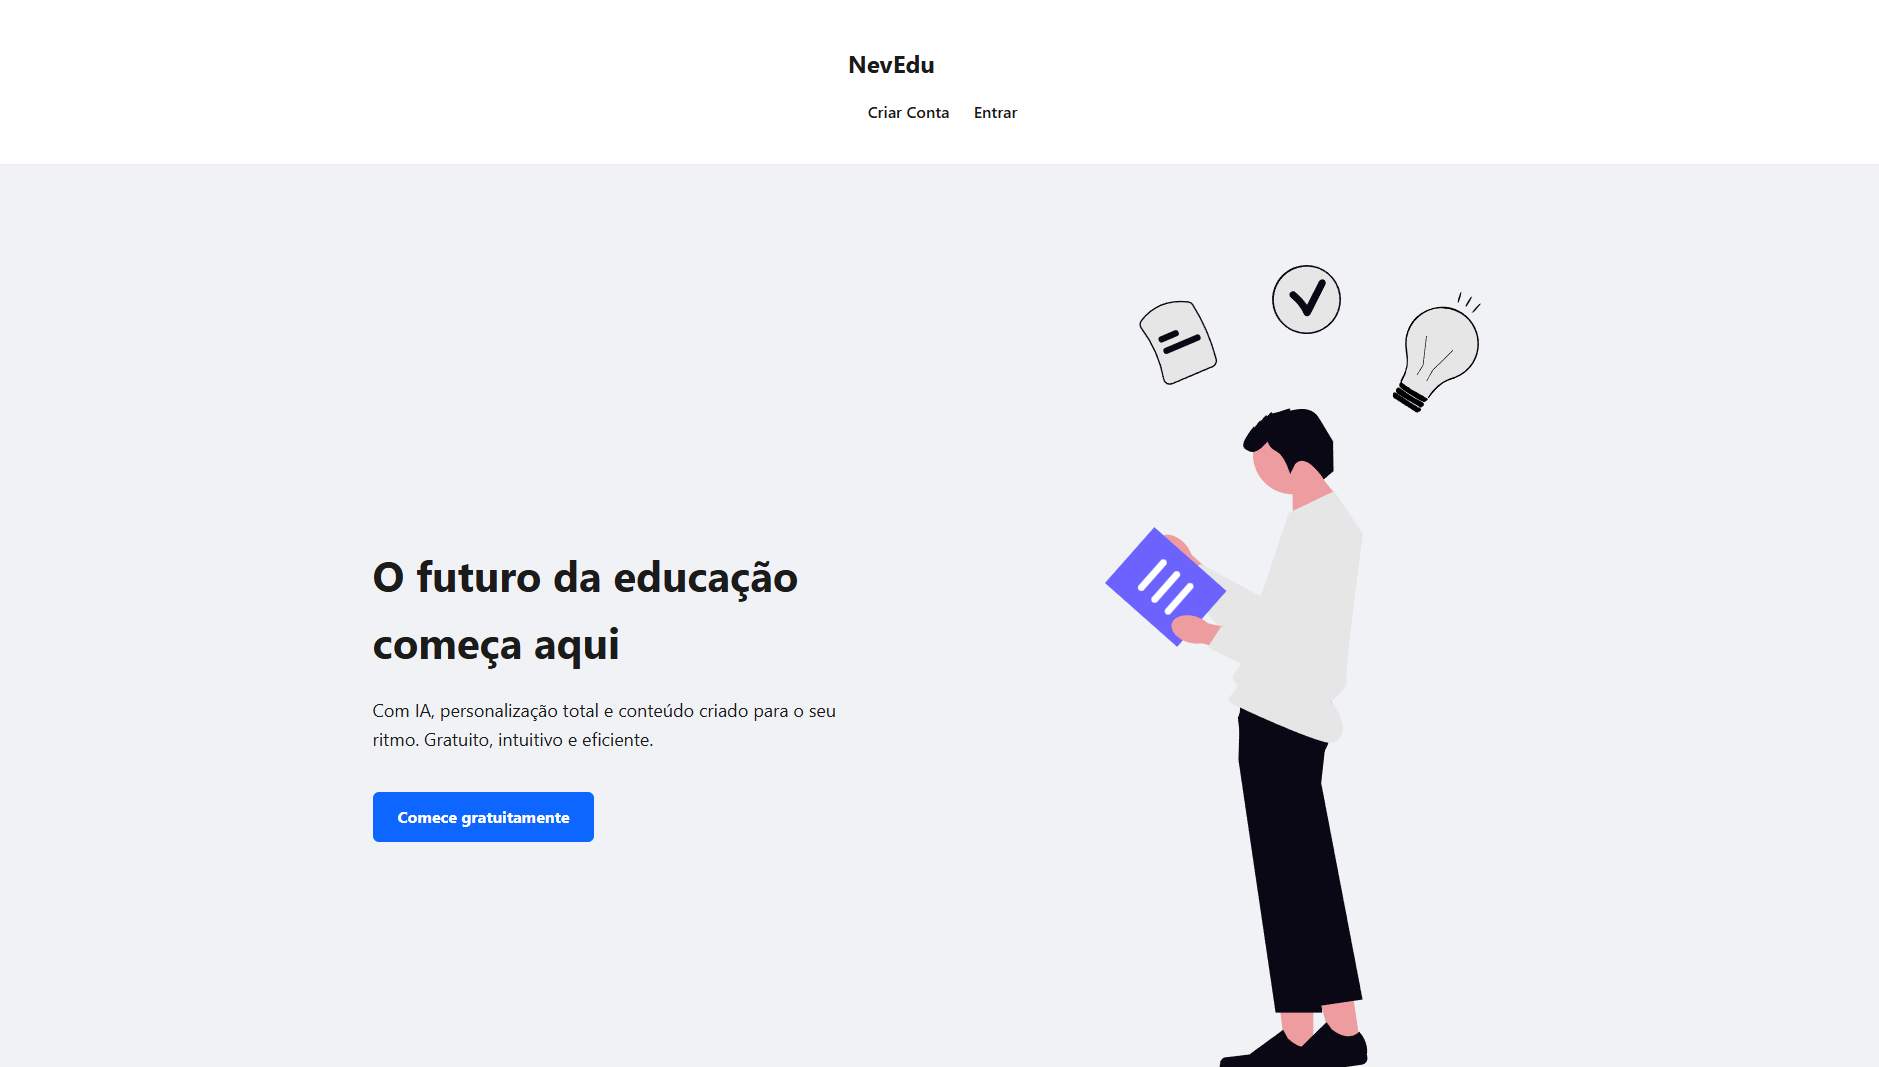 NevEdu
Criar Conta Entrar
O futuro da educação
começa aqui
Com IA, personalização total e conteúdo criado para o seu
ritmo. Gratuito, intuitivo e eficiente.
Comece gratuitamente